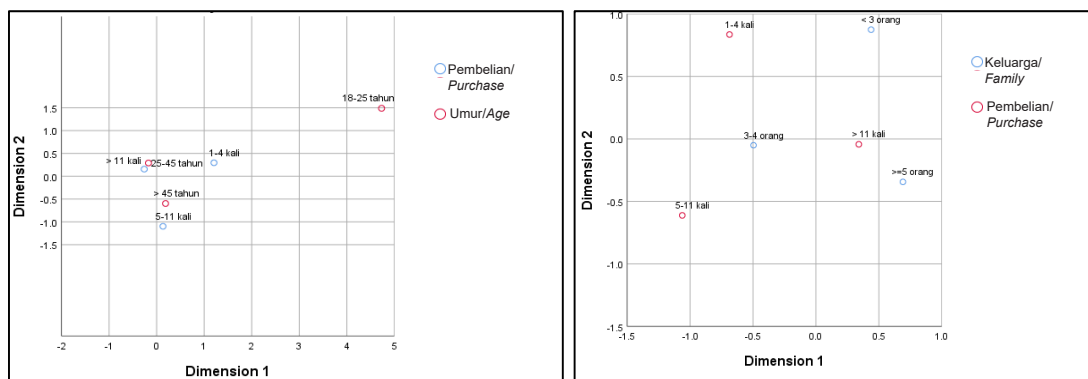 18-25 tahun
1.5
1.0
0.5
0.0
-0.5
-1.0
-1.5
1-4 kali
> 11 kali
25-45 tahun
> 45 tahun
5-11 kali
-2
-1
0
1
2
3
4
5
Dimension 1
Dimension 2
Pembelian/
Purchase
Umur/Age
1.0
0.5
0.0
-0.5
-1.0
-1.5
1-4 kali
< 3 orang
3-4 orang
> 11 kali
>=5 orang
5-11 kali
-1.5
-1.0
-0.5
0.0
0.5
1.0
Dimension 1
Dimension 2
Keluarga/
Family
Pembelian/
Purchase